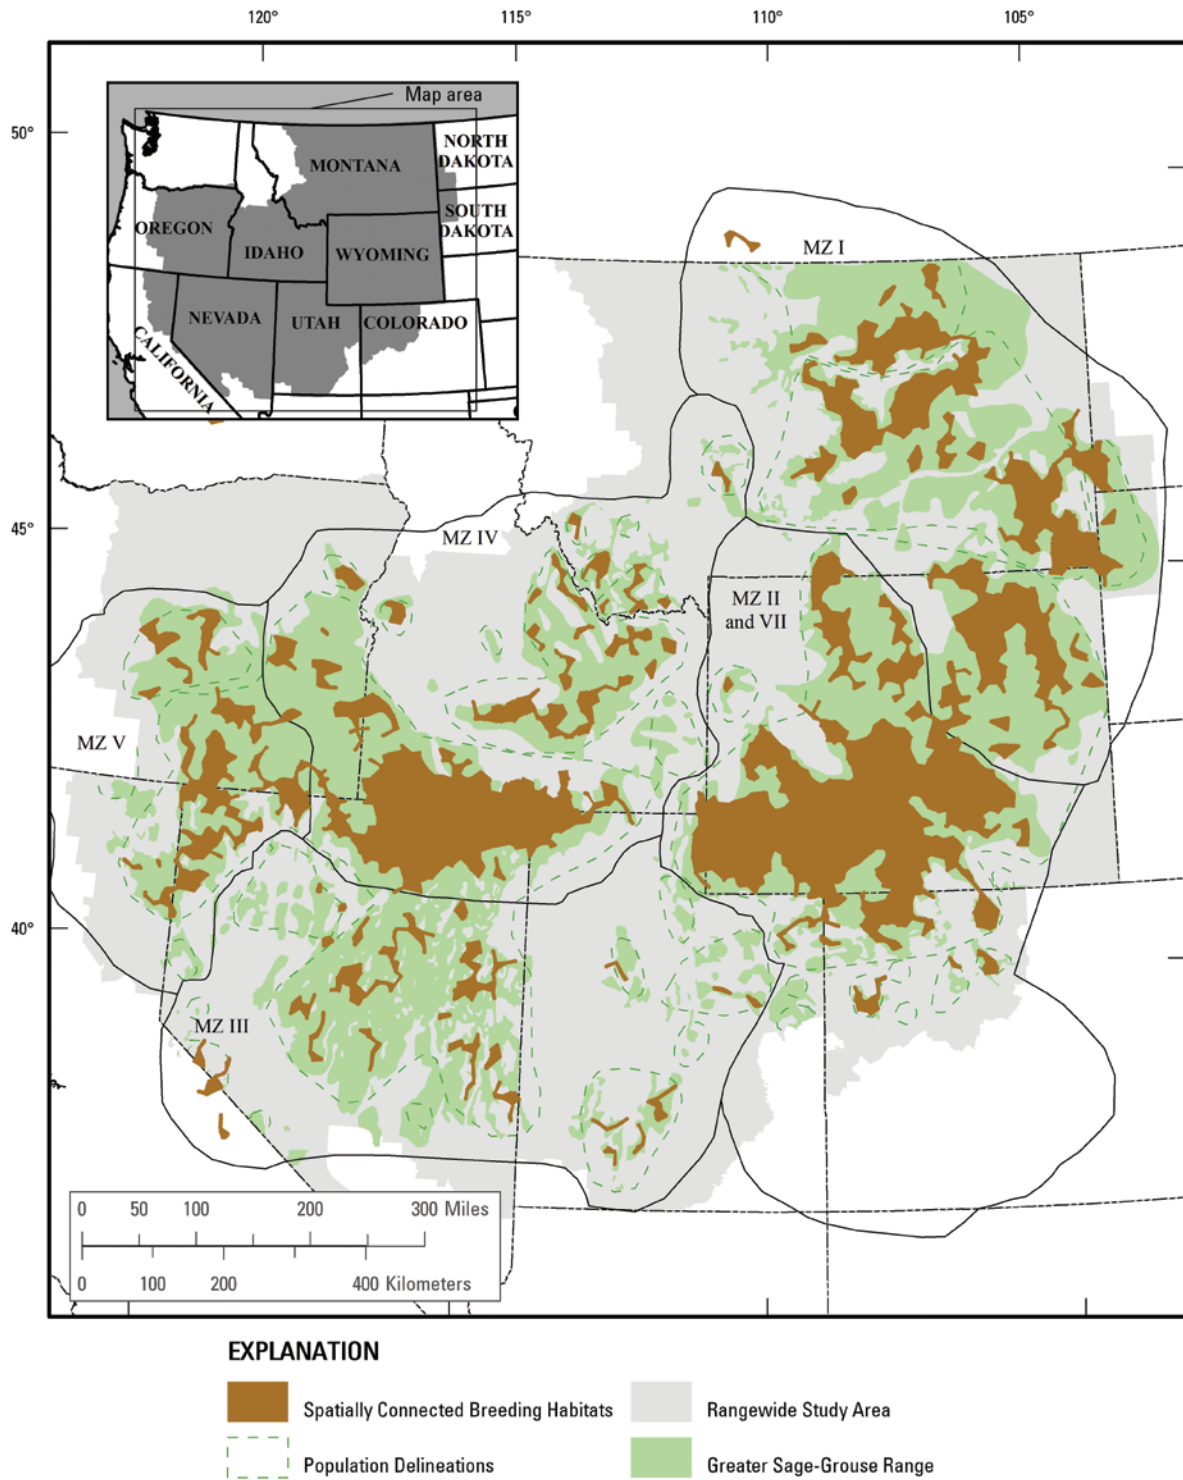 120° 115° 110° 105°
50°
45°
40°
Map area
NORTH
DAKOTA
MONTANA
SOUTH
DAKOTA
OREGON
IDAHO
WYOMING
NEVADA
UTAH
COLORADO
CALIFORNIA
MZ I
MZ IV
MZ II
and VII
MZ V
MZ III
0 50 100 200 300 Miles
0 100 200 400 Kilometers
EXPLANATION
Spatially Connected Breeding Habitats
Rangewide Study Area
Population Delineations
Greater Sage-Grouse Range